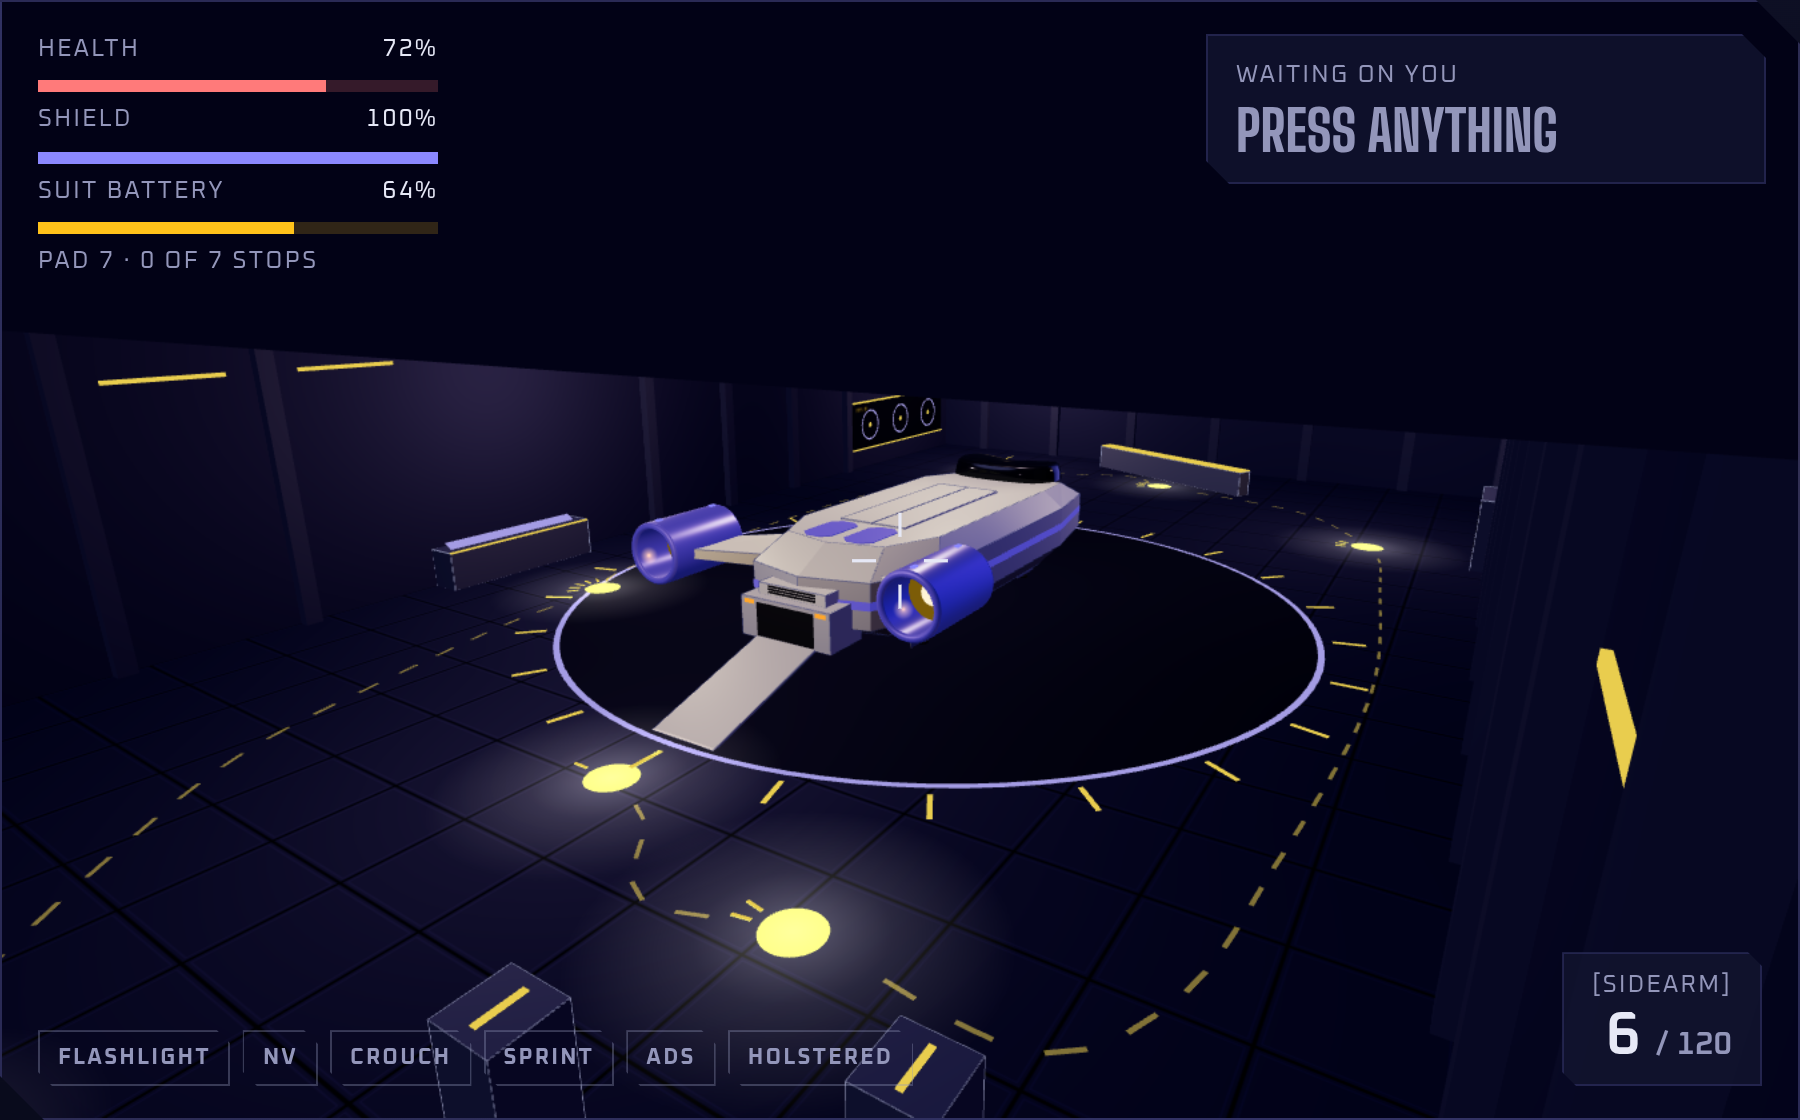 HEALTH 72%
SHIELD 100%
SUIT BATTERY 64%
PAD 7 · 0 OF 7 STOPS
WAITING ON YOU
PRESS ANYTHING
[SIDEARM]
6 / 120
FLASHLIGHT NV CROUCH SPRINT ADS HOLSTERED